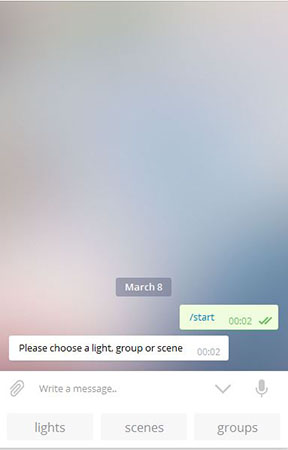 March 8
/start 00:02
Please choose a light, group or scene 00:02
Write a message..
lights scenes groups